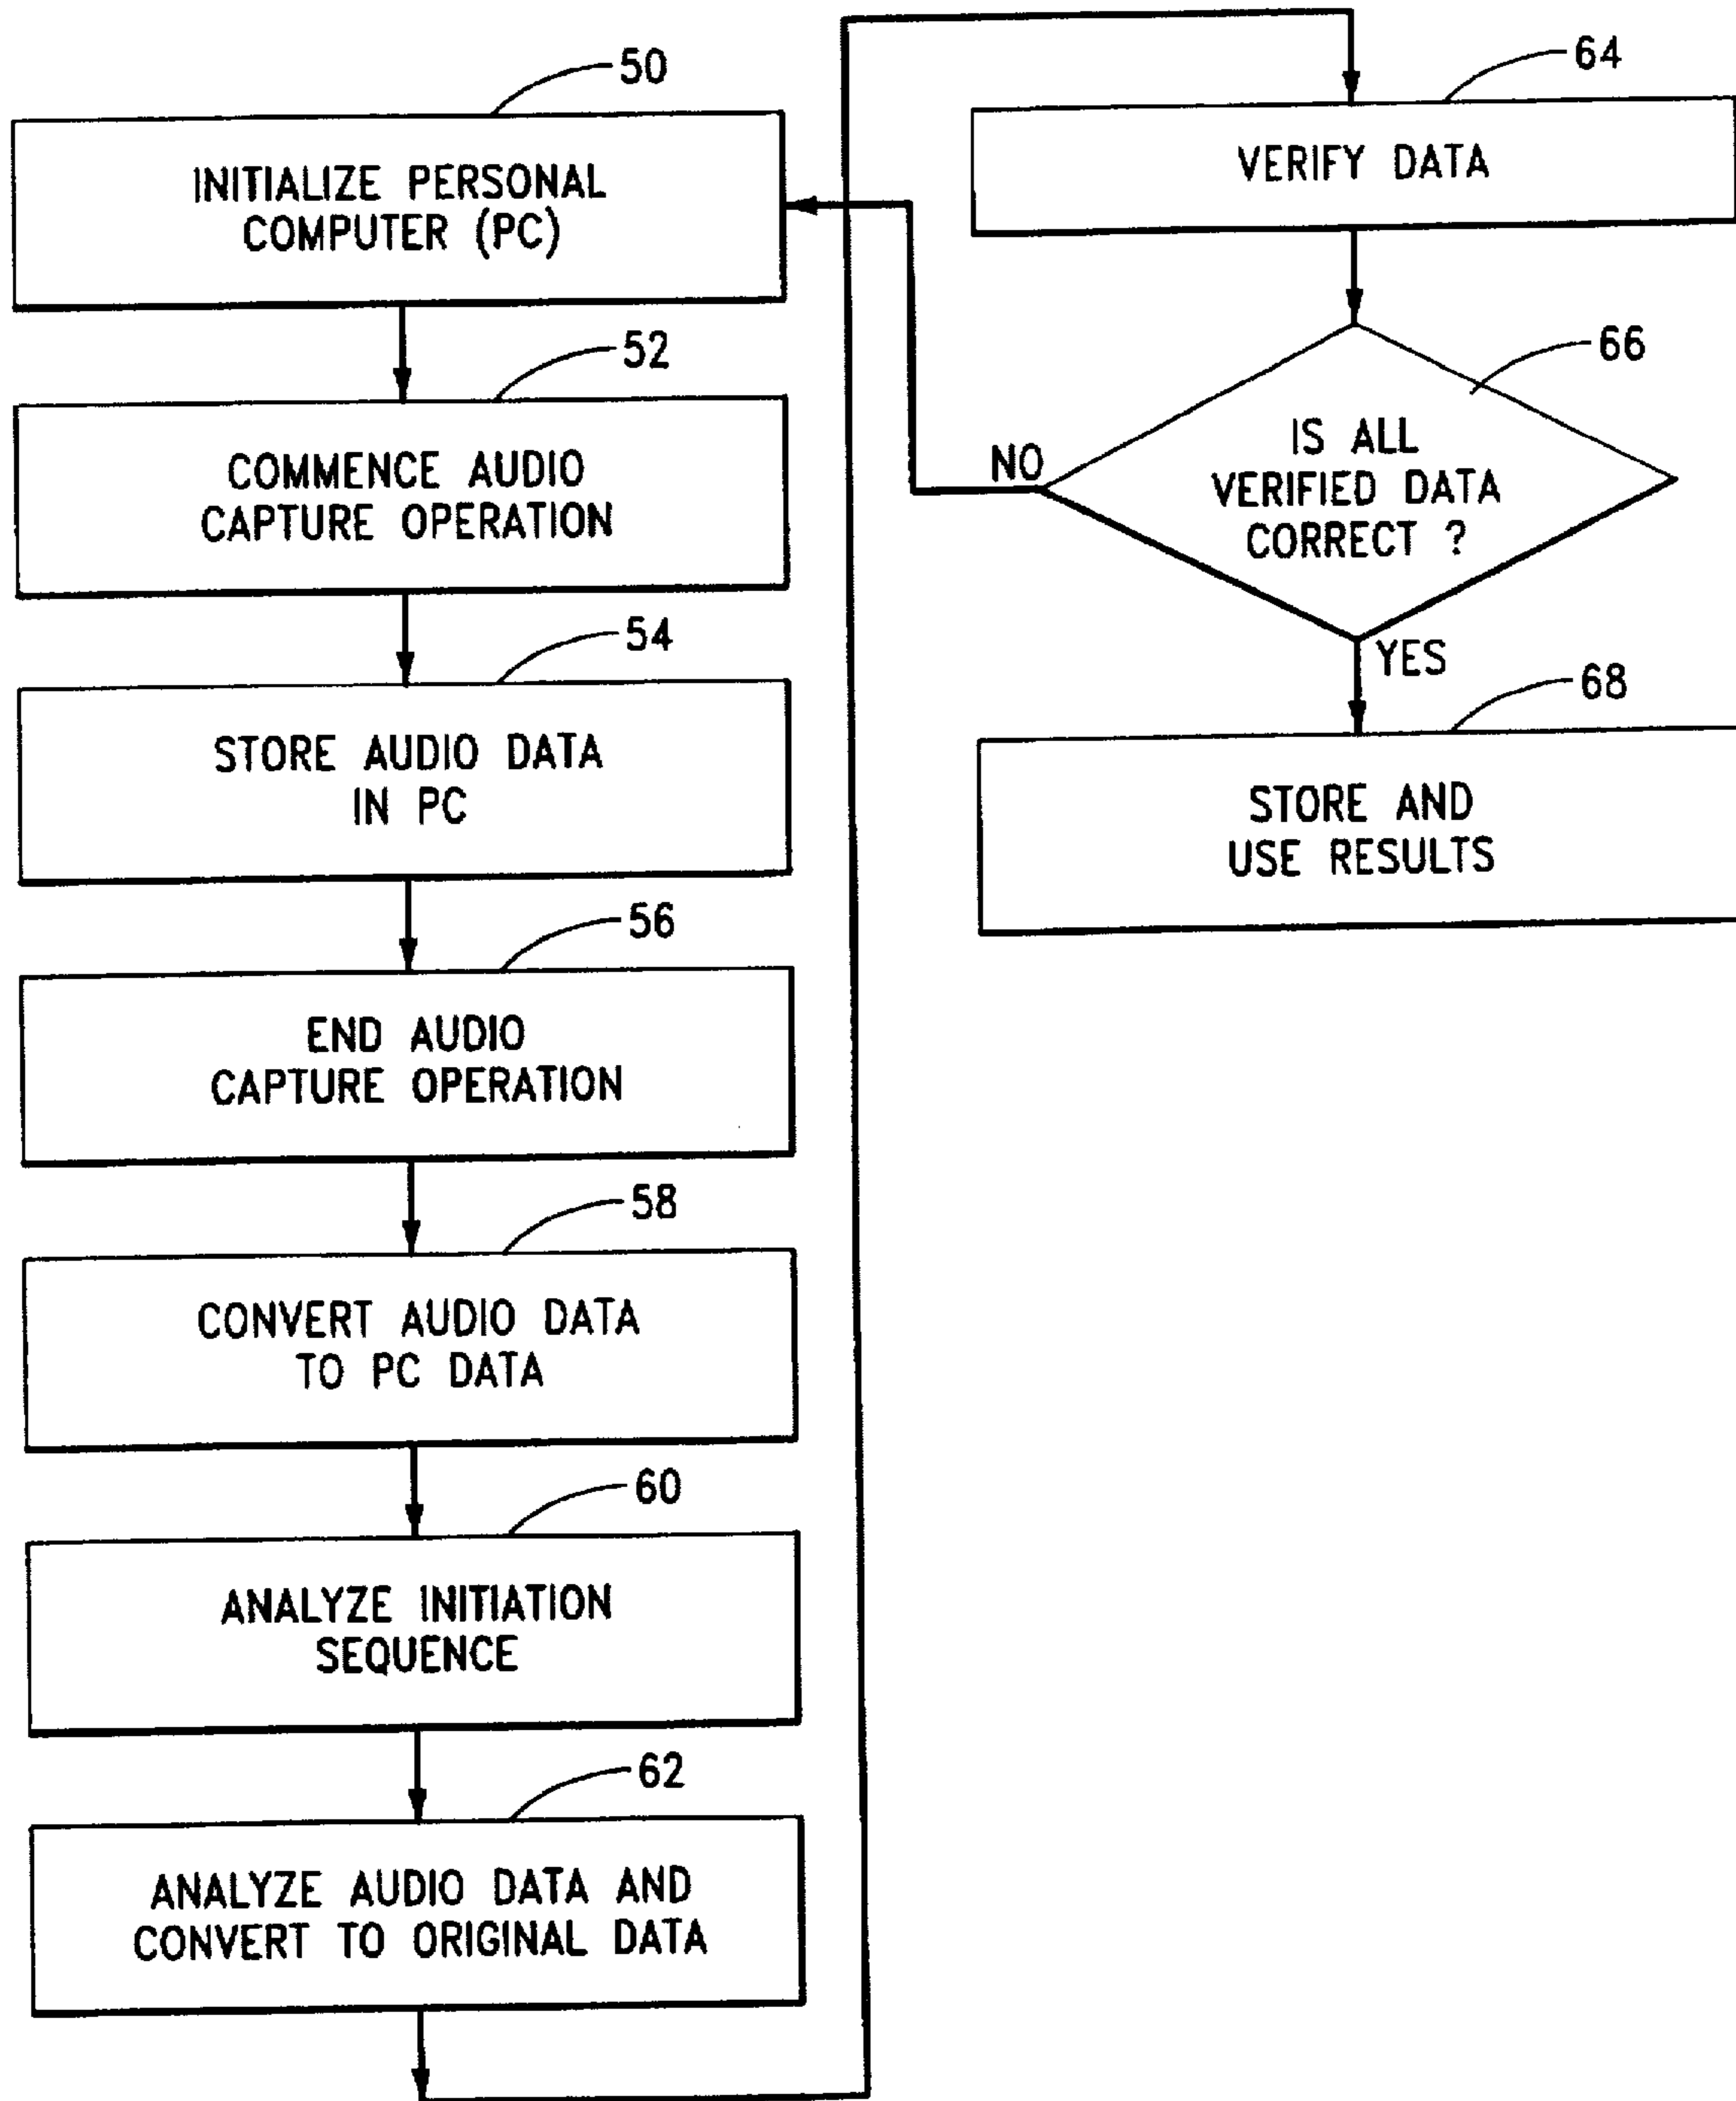 50
INITIALIZE PERSONAL
COMPUTER (PC)
52
COMMENCE AUDIO
CAPTURE OPERATION
54
STORE AUDIO DATA
IN PC
56
END AUDIO
CAPTURE OPERATION
58
CONVERT AUDIO DATA
TO PC DATA
60
ANALYZE INITIATION
SEQUENCE
62
ANALYZE AUDIO DATA AND
CONVERT TO ORIGINAL DATA
64
VERIFY DATA
66
IS ALL
VERIFIED DATA
CORRECT ?
NO
YES
68
STORE AND
USE RESULTS